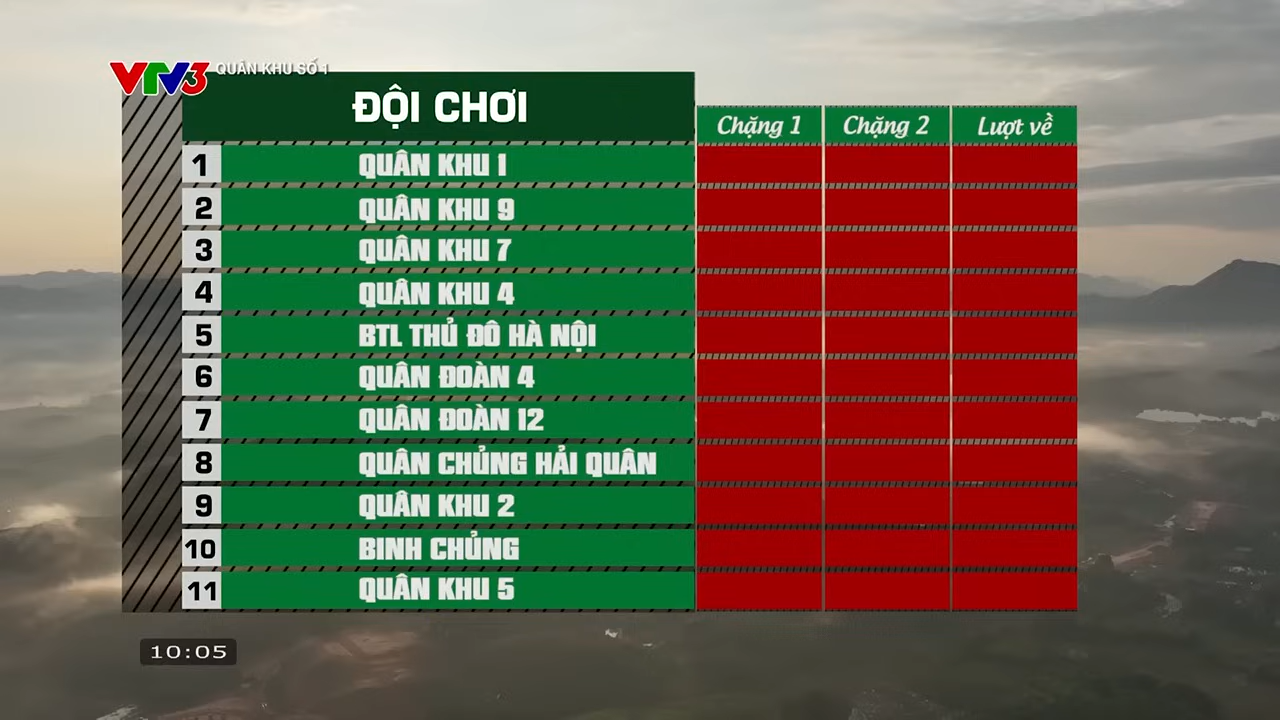 VTV3 QUÂN KHU SỐ 1
ĐỘI CHƠI
Chặng 1 Chặng 2 Lượt về
1 QUÂN KHU 1
2 QUÂN KHU 9
3 QUÂN KHU 7
4 QUÂN KHU 4
5 BTL THỦ ĐÔ HÀ NỘI
6 QUÂN ĐOÀN 4
7 QUÂN ĐOÀN 12
8 QUÂN CHỦNG HẢI QUÂN
9 QUÂN KHU 2
10 BINH CHỦNG
11 QUÂN KHU 5
10:05